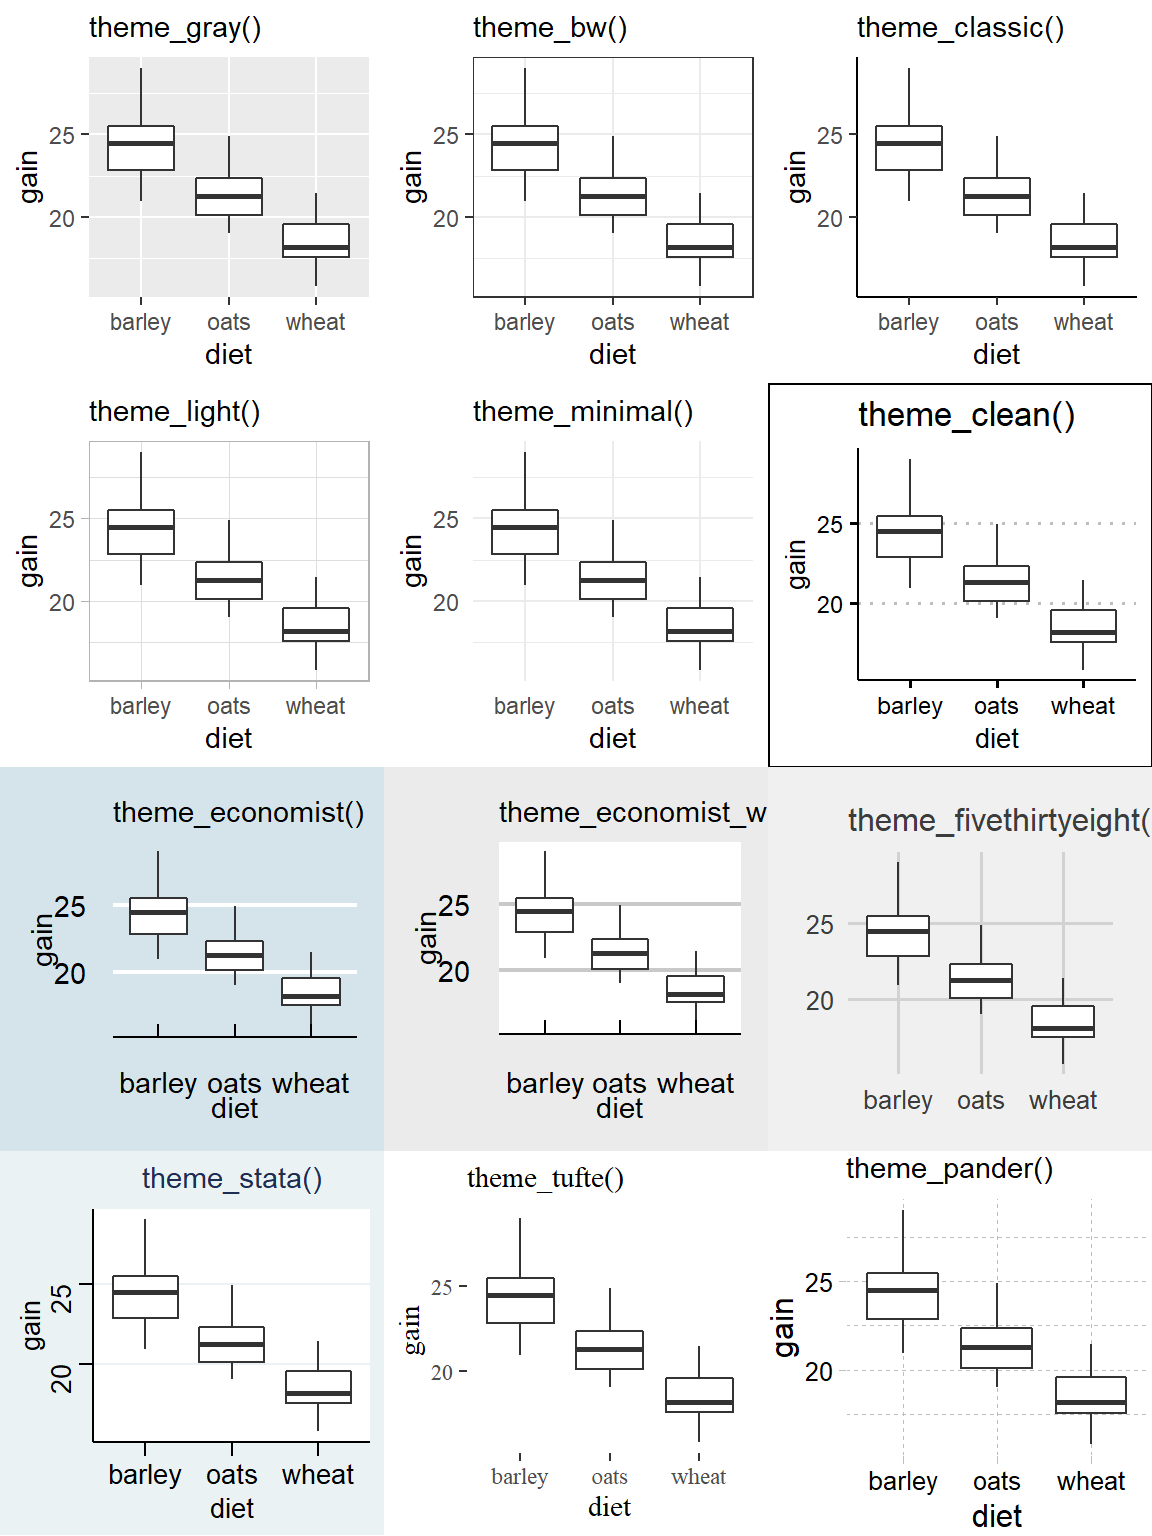 theme_gray()
gain
25
20
barley oats wheat
diet
theme_bw()
gain
25
20
barley oats wheat
diet
theme_classic()
gain
25
20
barley oats wheat
diet
theme_light()
gain
25
20
barley oats wheat
diet
theme_minimal()
gain
25
20
barley oats wheat
diet
theme_clean()
gain
25
20
barley oats wheat
diet
theme_economist()
gain
25
20
barley oats wheat
diet
theme_economist_w
gain
25
20
barley oats wheat
diet
theme_fivethirtyeight(
25
20
barley oats wheat
theme_stata()
gain
25
20
barley oats wheat
diet
theme_tufte()
gain
25
20
barley oats wheat
diet
theme_pander()
gain
25
20
barley oats wheat
diet